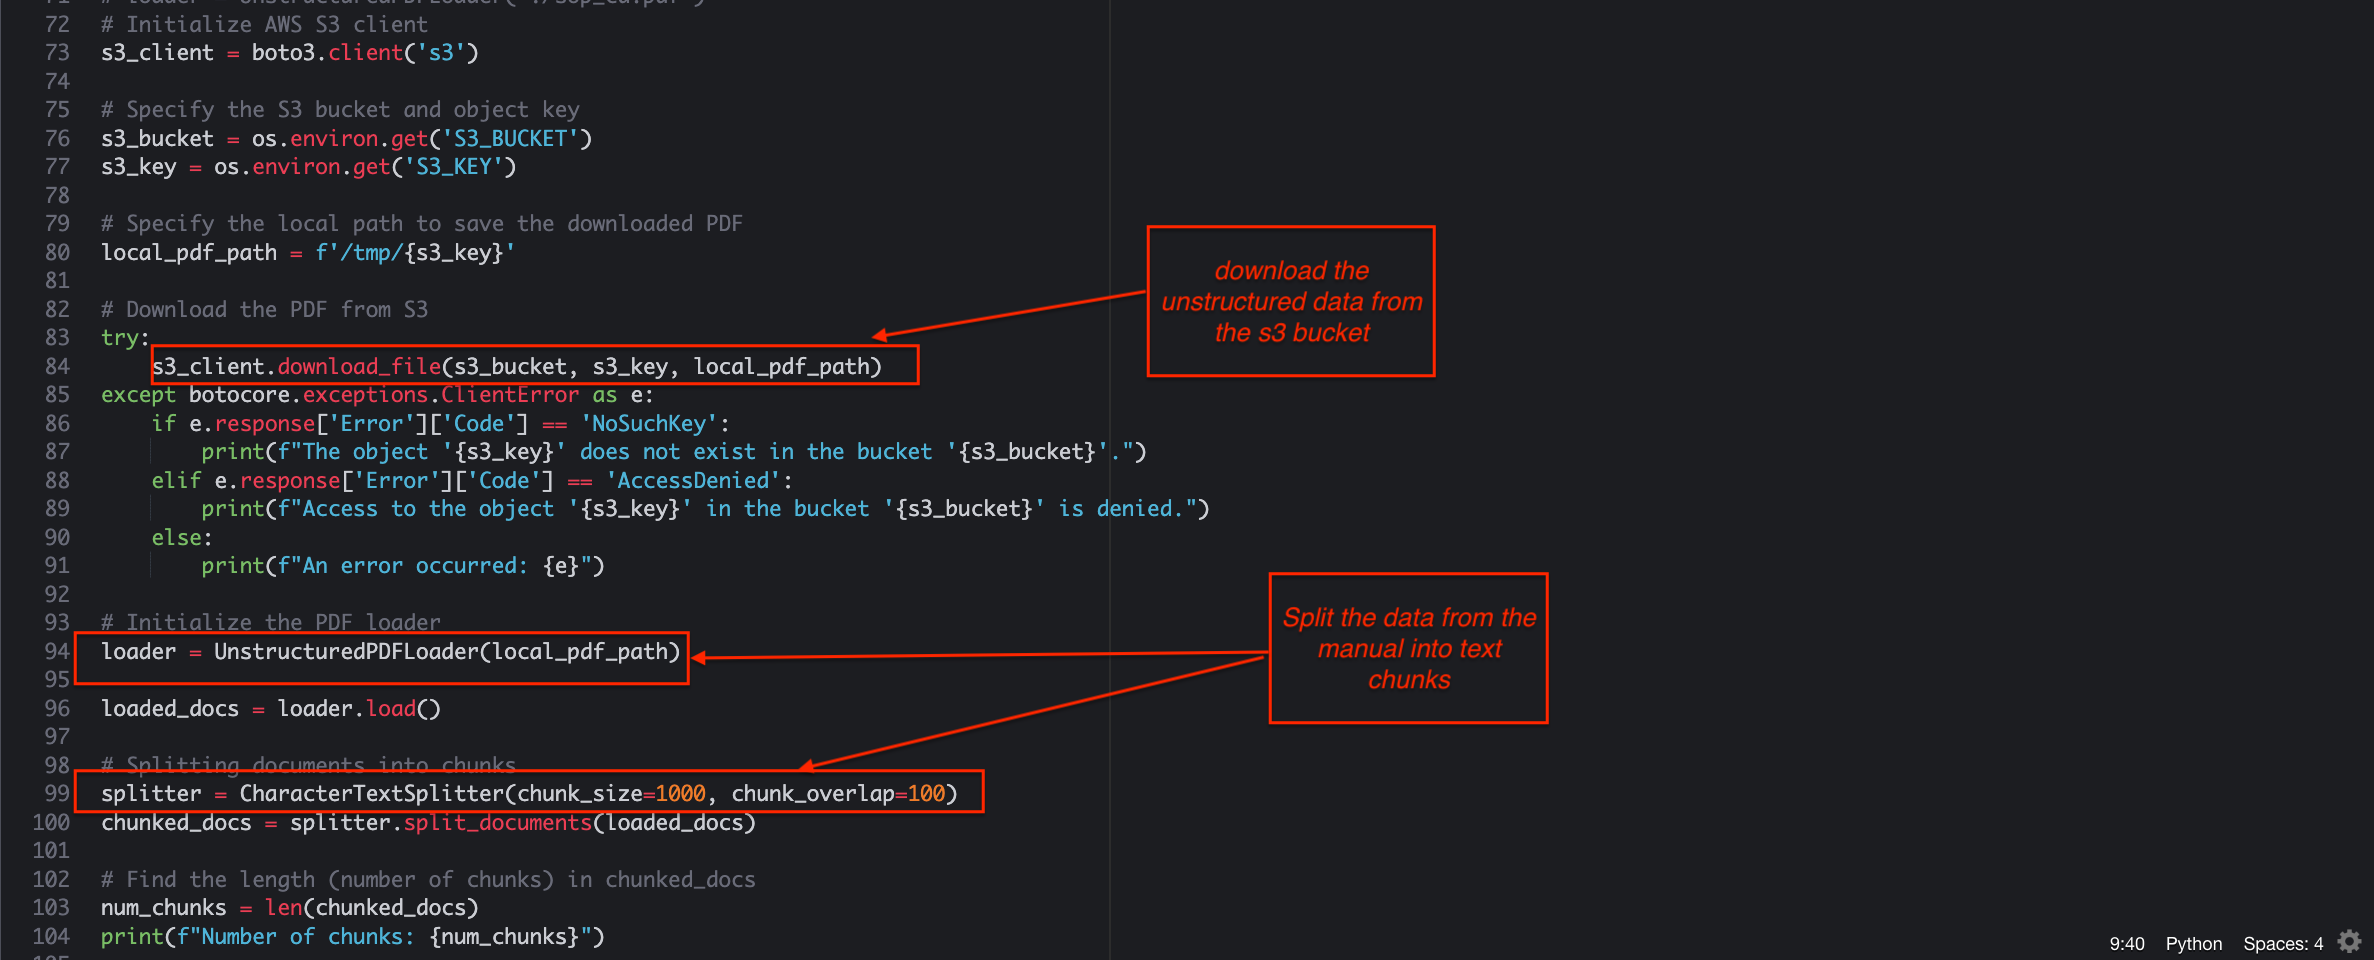 71 # loader = UnstructuredPDFLoader('./sop_ca.pdf')
72 # Initialize AWS S3 client
73 s3_client = boto3.client('s3')
74
75 # Specify the S3 bucket and object key
76 s3_bucket = os.environ.get('S3_BUCKET')
77 s3_key = os.environ.get('S3_KEY')
78
79 # Specify the local path to save the downloaded PDF
80 local_pdf_path = f'/tmp/{s3_key}'
81
82 # Download the PDF from S3
83 try:
84     s3_client.download_file(s3_bucket, s3_key, local_pdf_path)
85 except botocore.exceptions.ClientError as e:
86     if e.response['Error']['Code'] == 'NoSuchKey':
87         print(f"The object '{s3_key}' does not exist in the bucket '{s3_bucket}'.")
88     elif e.response['Error']['Code'] == 'AccessDenied':
89         print(f"Access to the object '{s3_key}' in the bucket '{s3_bucket}' is denied.")
90     else:
91         print(f"An error occurred: {e}")
92
93 # Initialize the PDF loader
94 loader = UnstructuredPDFLoader(local_pdf_path)
95
96 loaded_docs = loader.load()
97
98 # Splitting documents into chunks
99 splitter = CharacterTextSplitter(chunk_size=1000, chunk_overlap=100)
100 chunked_docs = splitter.split_documents(loaded_docs)
101
102 # Find the length (number of chunks) in chunked_docs
103 num_chunks = len(chunked_docs)
104 print(f"Number of chunks: {num_chunks}")
105
download the
unstructured data from
the s3 bucket
Split the data from the
manual into text
chunks
9:40 Python Spaces: 4